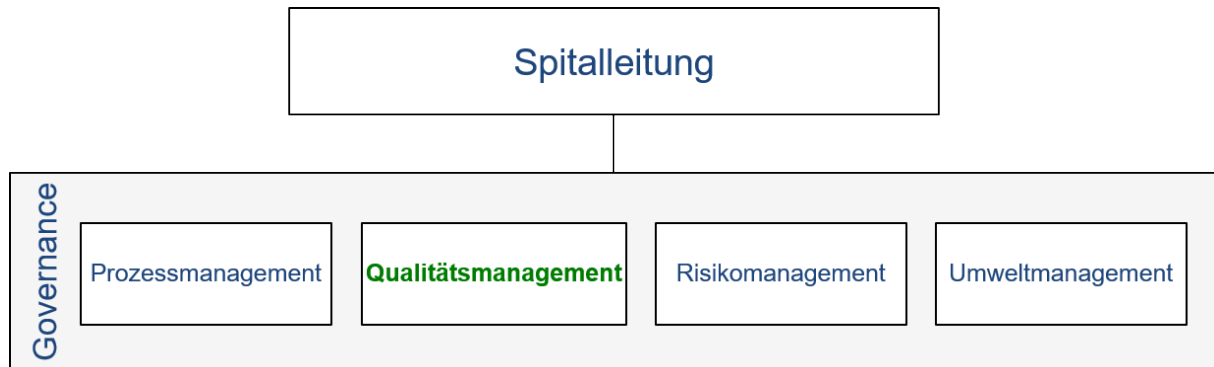 Spitalleitung
Governance
Prozessmanagement
Qualitätsmanagement
Risikomanagement
Umweltmanagement